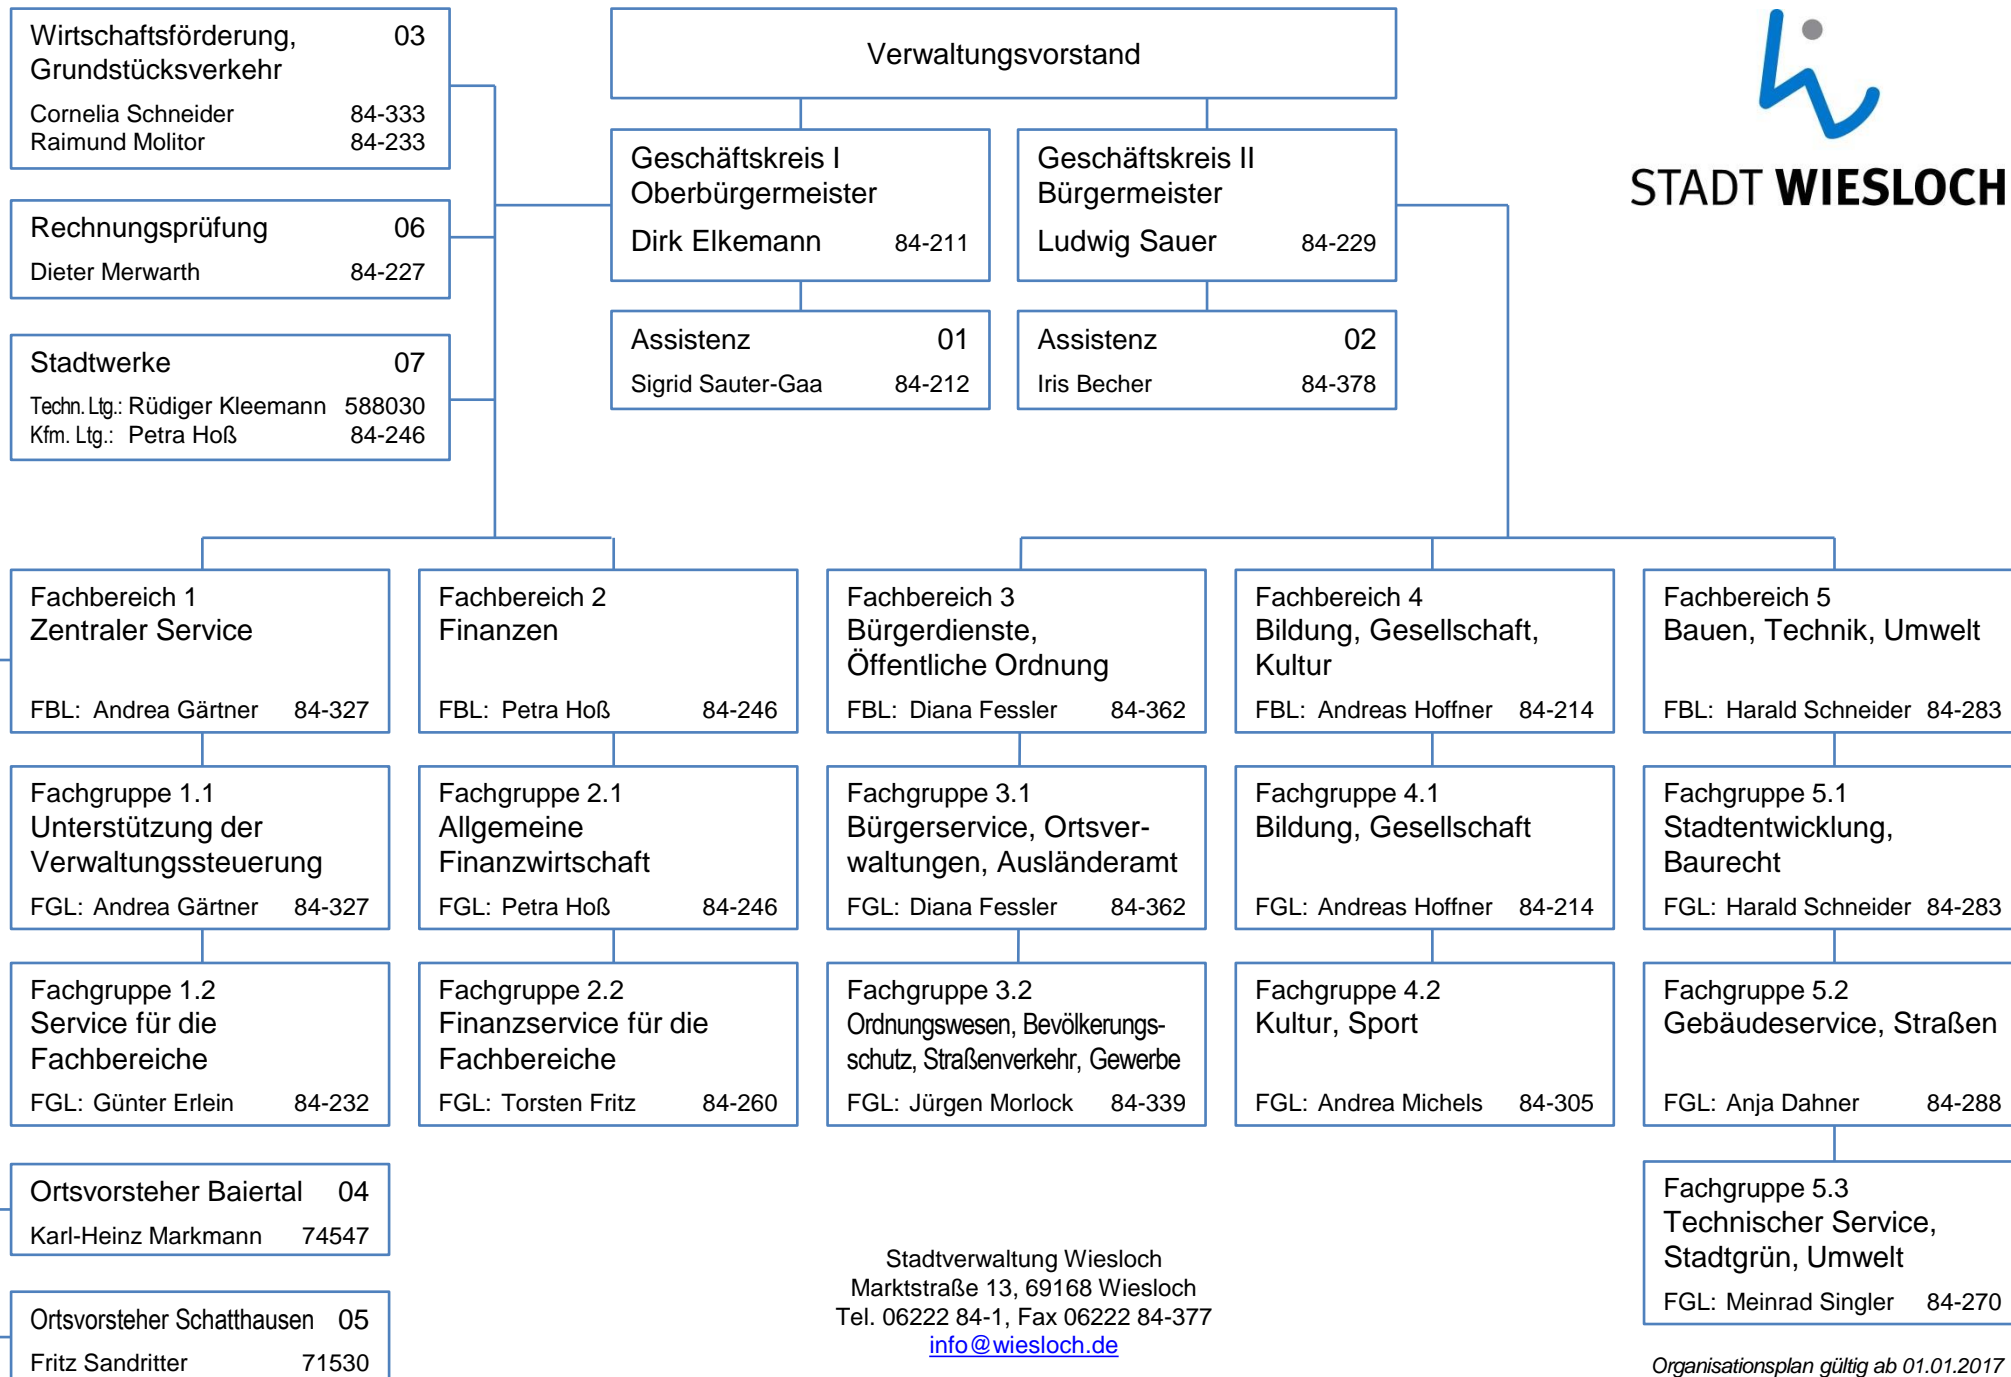 Wirtschaftsförderung, 03
Grundstücksverkehr
Cornelia Schneider 84-333
Raimund Molitor 84-233
Verwaltungsvorstand
STADT WIESLOCH
Geschäftskreis I
Oberbürgermeister
Dirk Elkemann 84-211
Geschäftskreis II
Bürgermeister
Ludwig Sauer 84-229
Rechnungsprüfung 06
Dieter Merwarth 84-227
Assistenz 01
Sigrid Sauter-Gaa 84-212
Assistenz 02
Iris Becher 84-378
Stadtwerke 07
Techn. Ltg.: Rüdiger Kleemann 588030
Kfm. Ltg.: Petra Hoß 84-246
Fachbereich 1
Zentraler Service
FBL: Andrea Gärtner 84-327
Fachbereich 2
Finanzen
FBL: Petra Hoß 84-246
Fachbereich 3
Bürgerdienste,
Öffentliche Ordnung
FBL: Diana Fessler 84-362
Fachbereich 4
Bildung, Gesellschaft,
Kultur
FBL: Andreas Hoffner 84-214
Fachbereich 5
Bauen, Technik, Umwelt
FBL: Harald Schneider 84-283
Fachgruppe 1.1
Unterstützung der
Verwaltungssteuerung
FGL: Andrea Gärtner 84-327
Fachgruppe 2.1
Allgemeine
Finanzwirtschaft
FGL: Petra Hoß 84-246
Fachgruppe 3.1
Bürgerservice, Ortsver-
waltungen, Ausländeramt
FGL: Diana Fessler 84-362
Fachgruppe 4.1
Bildung, Gesellschaft
FGL: Andreas Hoffner 84-214
Fachgruppe 5.1
Stadtentwicklung,
Baurecht
FGL: Harald Schneider 84-283
Fachgruppe 1.2
Service für die
Fachbereiche
FGL: Günter Erlein 84-232
Fachgruppe 2.2
Finanzservice für die
Fachbereiche
FGL: Torsten Fritz 84-260
Fachgruppe 3.2
Ordnungswesen, Bevölkerungs-
schutz, Straßenverkehr, Gewerbe
FGL: Jürgen Morlock 84-339
Fachgruppe 4.2
Kultur, Sport
FGL: Andrea Michels 84-305
Fachgruppe 5.2
Gebäudeservice, Straßen
FGL: Anja Dahner 84-288
Ortsvorsteher Baiertal 04
Karl-Heinz Markmann 74547
Fachgruppe 5.3
Technischer Service,
Stadtgrün, Umwelt
FGL: Meinrad Singler 84-270
Ortsvorsteher Schatthausen 05
Fritz Sandritter 71530
Stadtverwaltung Wiesloch
Marktstraße 13, 69168 Wiesloch
Tel. 06222 84-1, Fax 06222 84-377
info@wiesloch.de
Organisationsplan gültig ab 01.01.2017